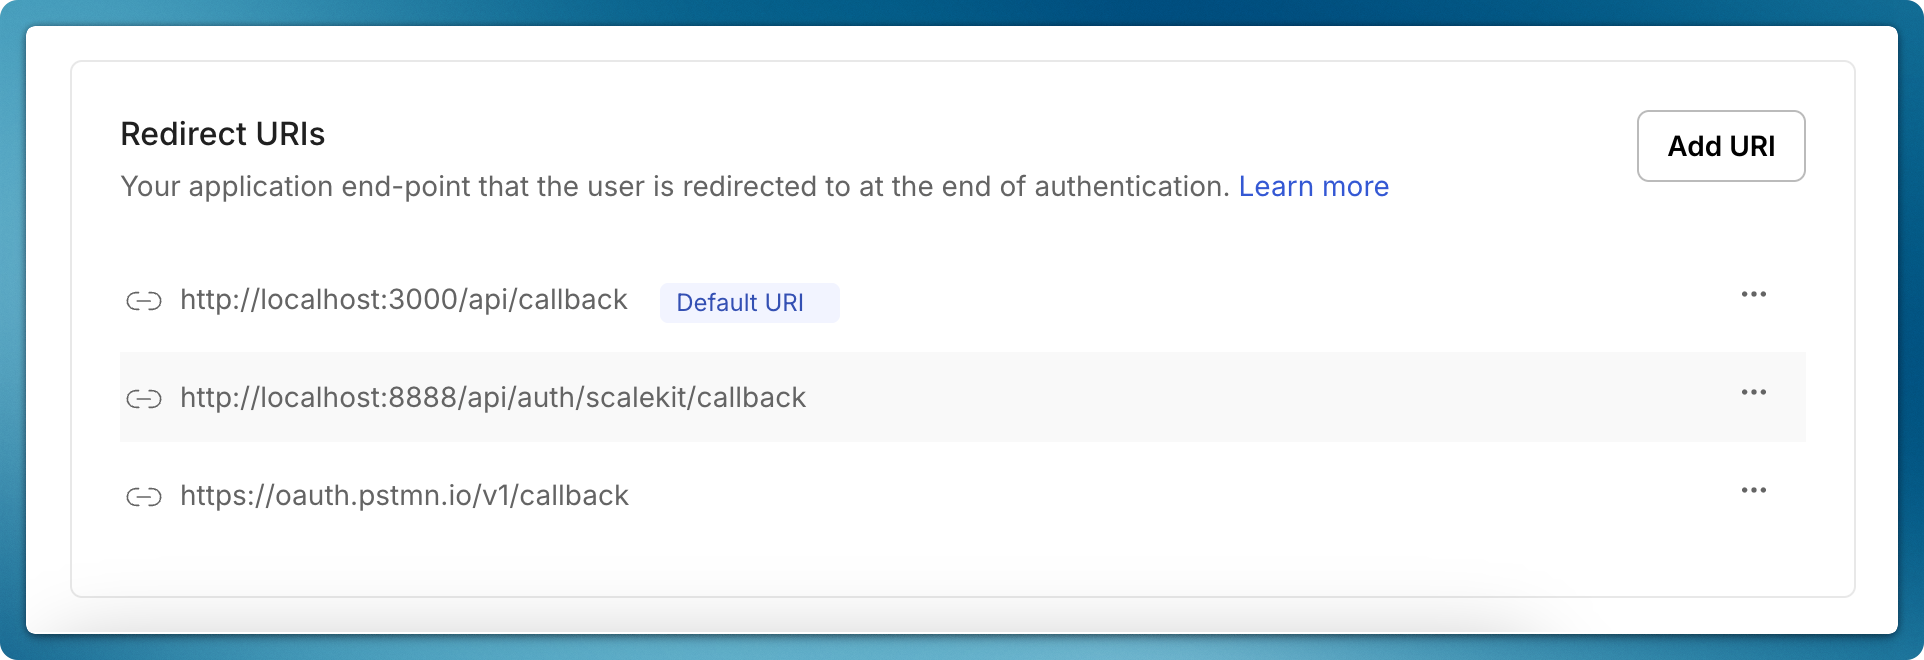 Redirect URIs
Add URI
Your application end-point that the user is redirected to at the end of authentication. Learn more
http://localhost:3000/api/callback Default URI
http://localhost:8888/api/auth/scalekit/callback
https://oauth.pstmn.io/v1/callback